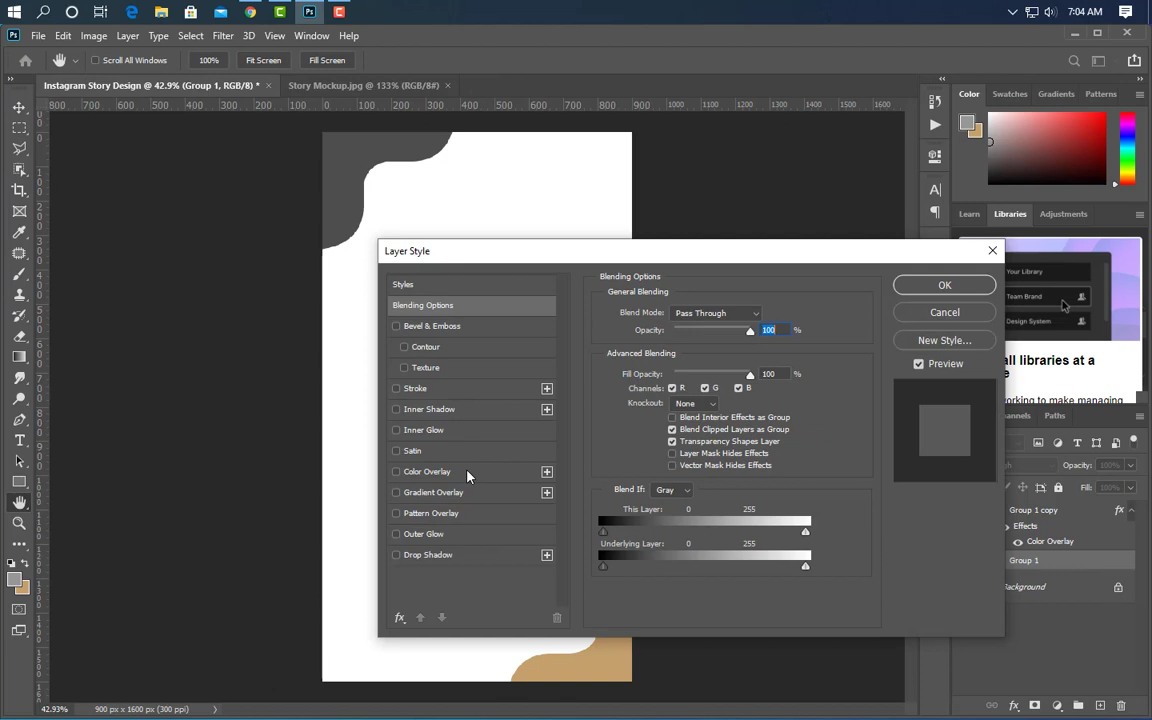 7:04 AM
File Edit Image Layer Type Select Filter 3D View Window Help
Scroll All Windows 100% Fit Screen Fill Screen
Instagram Story Design @ 42.9% (Group 1, RGB/8) * × Story Mockup.jpg @ 133% (RGB/8#) ×
Color Swatches Gradients Patterns
Learn Libraries Adjustments
Your Library
Team Brand
Design System
all libraries at a
Layer Style
Styles
Blending Options
Bevel & Emboss
Contour
Texture
Stroke
Inner Shadow
Inner Glow
Satin
Color Overlay
Gradient Overlay
Pattern Overlay
Outer Glow
Drop Shadow
Blending Options
General Blending
Blend Mode: Pass Through
Opacity: 100 %
Advanced Blending
Fill Opacity: 100 %
Channels: R G B
Knockout: None
Blend Interior Effects as Group
Blend Clipped Layers as Group
Transparency Shapes Layer
Layer Mask Hides Effects
Vector Mask Hides Effects
Blend If: Gray
This Layer: 0 255
Underlying Layer: 0 255
OK
Cancel
New Style...
Preview
Paths
Opacity: 100%
Fill: 100%
Group 1 copy fx
Effects
Color Overlay
Group 1
Background
42.93% 900 px x 1600 px (300 ppi)